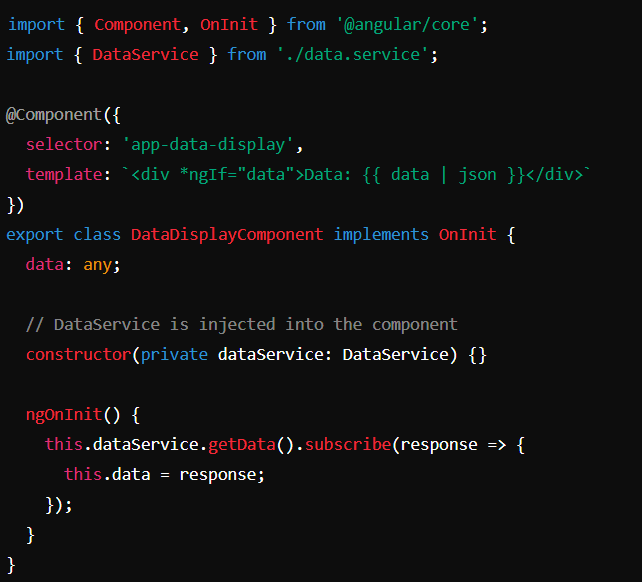 import { Component, OnInit } from '@angular/core';
import { DataService } from './data.service';

@Component({
  selector: 'app-data-display',
  template: `<div *ngIf="data">Data: {{ data | json }}</div>`
})
export class DataDisplayComponent implements OnInit {
  data: any;

  // DataService is injected into the component
  constructor(private dataService: DataService) {}

  ngOnInit() {
    this.dataService.getData().subscribe(response => {
      this.data = response;
    });
  }
}